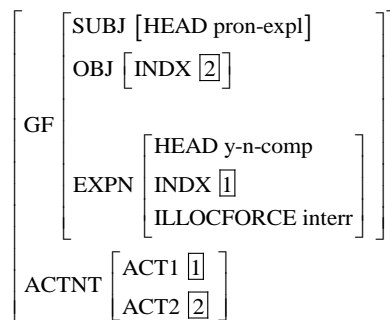 SUBJ [HEAD pron-expl]
OBJ [INDX 2]
GF
HEAD y-n-comp
EXPN
INDX 1
ILLOCFORCE interr
ACT1 1
ACTNT
ACT2 2